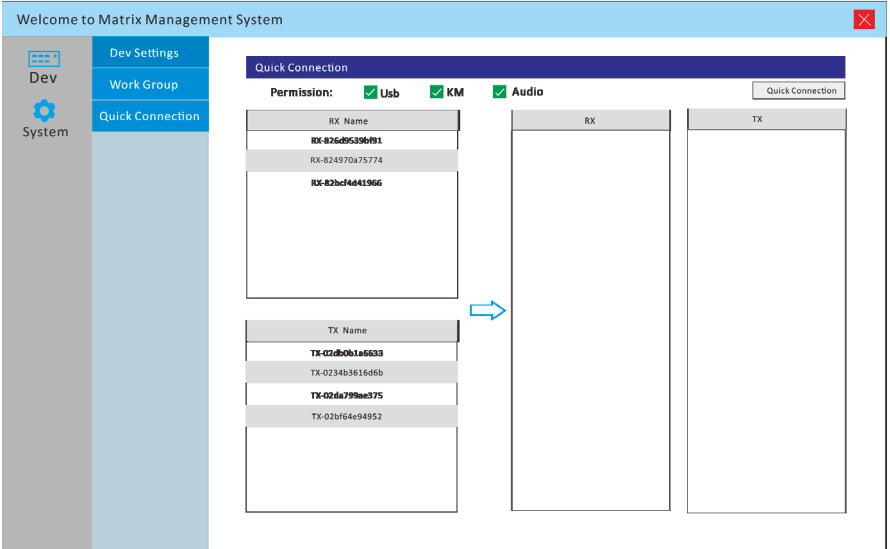 Welcome to Matrix Management System
Dev
System
Dev Settings
Work Group
Quick Connection
Quick Connection
Permission: Usb KM Audio
Quick Connection
RX Name
RX-826d9539bf91
RX-824970a75774
RX-82bcf4d41966
TX Name
TX-02db0b1a6633
TX-0234b3616d6b
TX-02da799ae375
TX-02bf64e94952
RX
TX